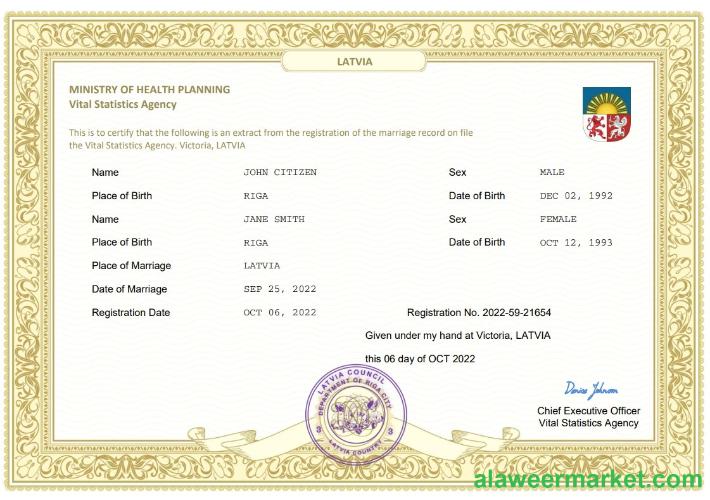 LATVIA
MINISTRY OF HEALTH PLANNING
Vital Statistics Agency
This is to certify that the following is an extract from the registration of the marriage record on file
the Vital Statistics Agency. Victoria, LATVIA
Name JOHN CITIZEN Sex MALE
Place of Birth RIGA Date of Birth DEC 02, 1992
Name JANE SMITH Sex FEMALE
Place of Birth RIGA Date of Birth OCT 12, 1993
Place of Marriage LATVIA
Date of Marriage SEP 25, 2022
Registration Date OCT 06, 2022 Registration No. 2022-59-21654
Given under my hand at Victoria, LATVIA
this 06 day of OCT 2022
LATVIA COUNCIL
DEPARTMENT OF RIGA CITY
3 3
LATVIA COUNTRY
Denise Johnson
Chief Executive Officer
Vital Statistics Agency
alaweermarket.com